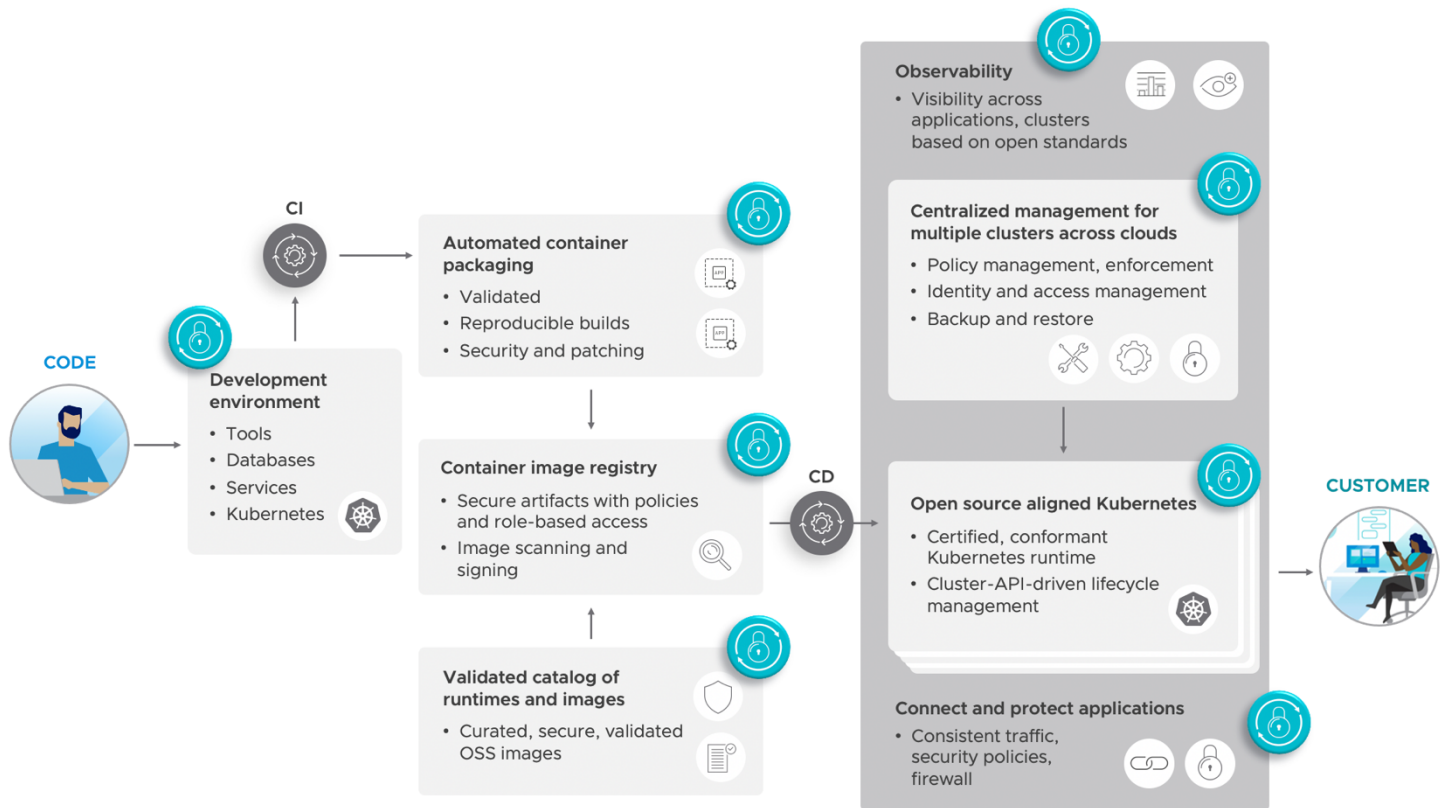 CODE
Development
environment
• Tools
• Databases
• Services
• Kubernetes
CI
Automated container
packaging
• Validated
• Reproducible builds
• Security and patching
APP
APP
Container image registry
• Secure artifacts with policies
and role-based access
• Image scanning and
signing
Validated catalog of
runtimes and images
• Curated, secure, validated
OSS images
CD
Observability
• Visibility across
applications, clusters
based on open standards
Centralized management for
multiple clusters across clouds
• Policy management, enforcement
• Identity and access management
• Backup and restore
Open source aligned Kubernetes
• Certified, conformant
Kubernetes runtime
• Cluster-API-driven lifecycle
management
Connect and protect applications
• Consistent traffic,
security policies,
firewall
CUSTOMER